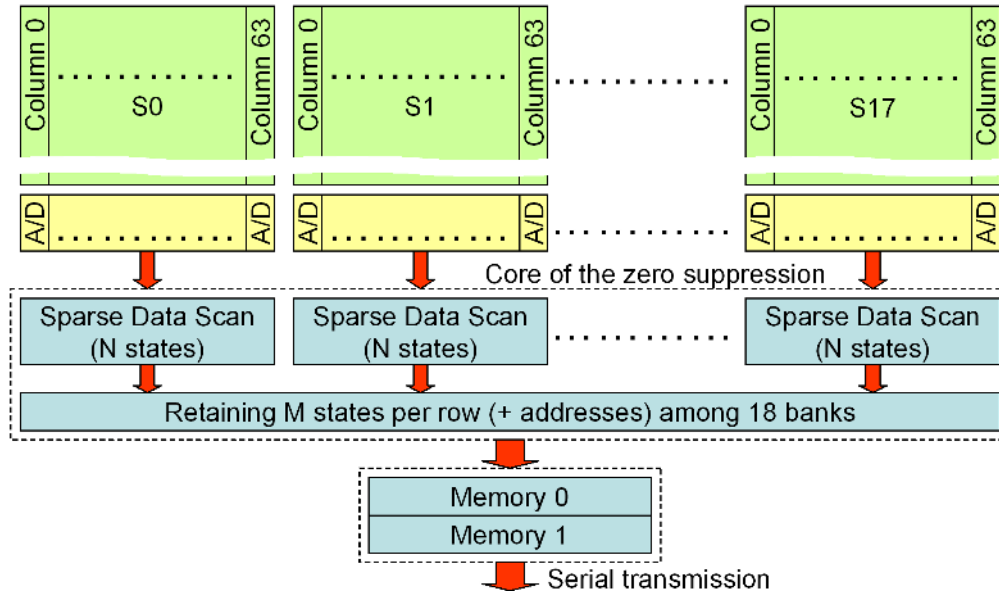 Column 0
S0
Column 63
Column 0
S1
Column 63
Column 0
S17
Column 63
A/D
A/D
A/D
A/D
A/D
A/D
Core of the zero suppression
Sparse Data Scan
(N states)
Sparse Data Scan
(N states)
Sparse Data Scan
(N states)
Retaining M states per row (+ addresses) among 18 banks
Memory 0
Memory 1
Serial transmission